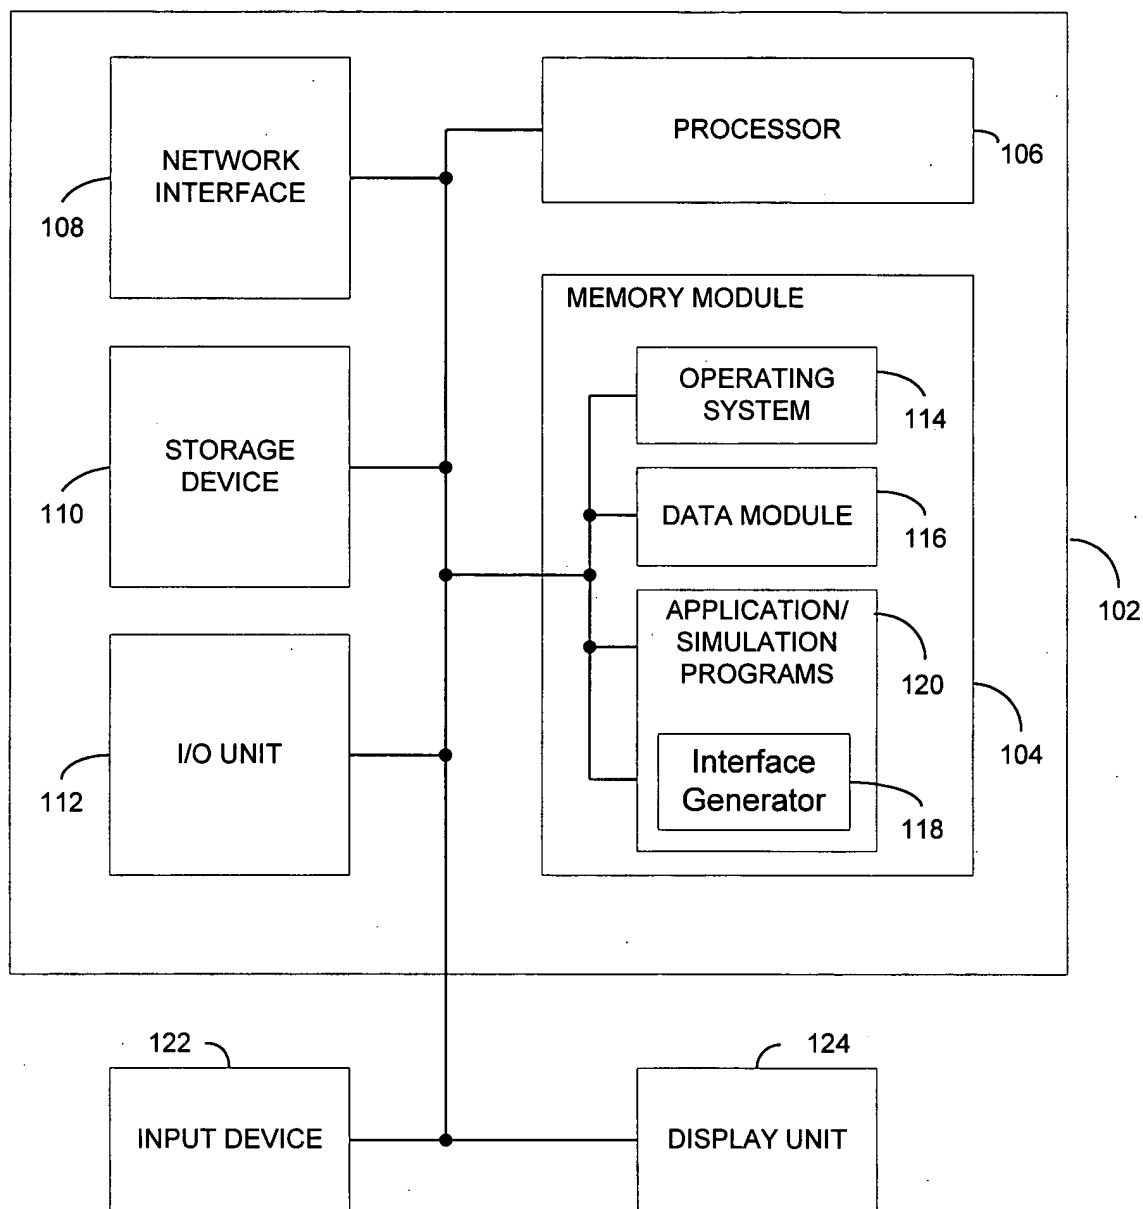 NETWORK
INTERFACE
108
PROCESSOR
106
MEMORY MODULE
OPERATING
SYSTEM
114
STORAGE
DEVICE
110
DATA MODULE
116
102
APPLICATION/
SIMULATION
PROGRAMS
120
104
I/O UNIT
112
Interface
Generator
118
122
INPUT DEVICE
124
DISPLAY UNIT